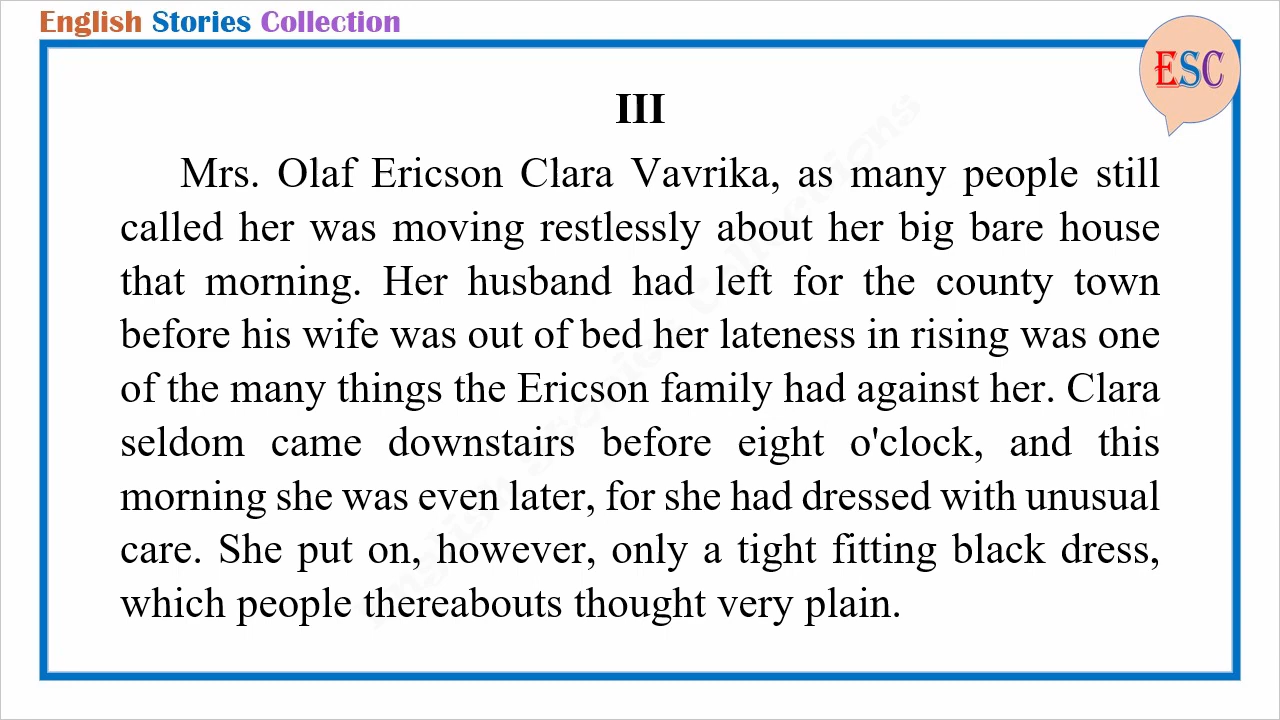 English Stories Collection
ESC
III
Mrs. Olaf Ericson Clara Vavrika, as many people still
called her was moving restlessly about her big bare house
that morning. Her husband had left for the county town
before his wife was out of bed her lateness in rising was one
of the many things the Ericson family had against her. Clara
seldom came downstairs before eight o'clock, and this
morning she was even later, for she had dressed with unusual
care. She put on, however, only a tight fitting black dress,
which people thereabouts thought very plain.